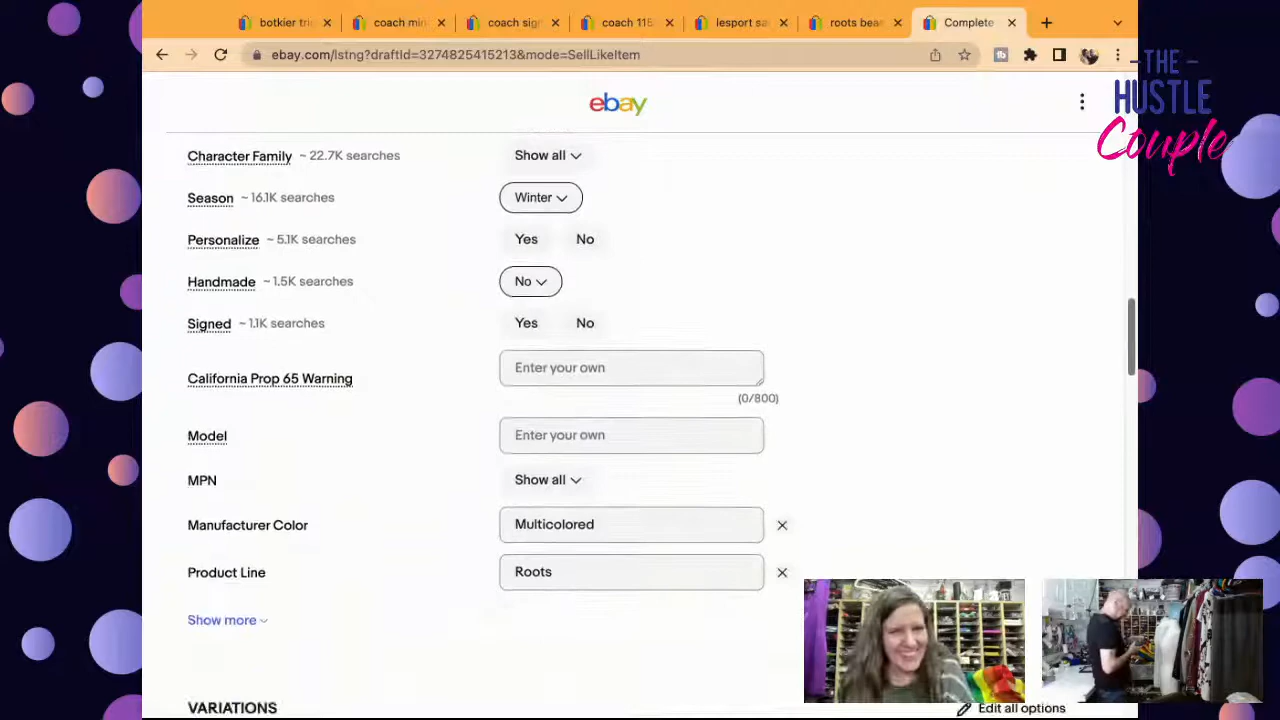 botkier tri
coach min
coach sign
coach 11B
lesport sa
roots bea
Complete
ebay.com/lstng?draftId=3274825415213&mode=SellLikeItem
-THE-
HUSTLE
Couple
ebay
Character Family ~ 22.7K searches Show all
Season ~ 16.1K searches Winter
Personalize ~ 5.1K searches Yes No
Handmade ~ 1.5K searches No
Signed ~ 1.1K searches Yes No
California Prop 65 Warning Enter your own
(0/800)
Model Enter your own
MPN Show all
Manufacturer Color Multicolored
Product Line Roots
Show more
VARIATIONS Edit all options